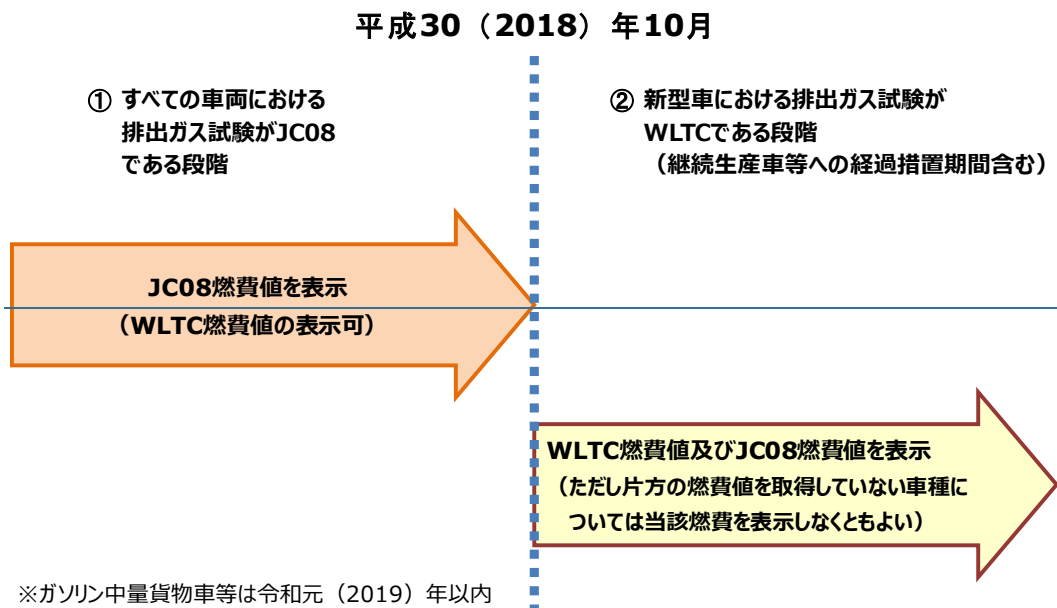 平成30（2018）年10月
① すべての車両における
排出ガス試験がJC08
である段階
② 新型車における排出ガス試験が
WLTCである段階
（継続生産車等への経過措置期間含む）
JC08燃費値を表示
（WLTC燃費値の表示可）
WLTC燃費値及びJC08燃費値を表示
（ただし片方の燃費値を取得していない車種に
ついては当該燃費を表示しなくともよい）
※ガソリン中量貨物車等は令和元（2019）年以内